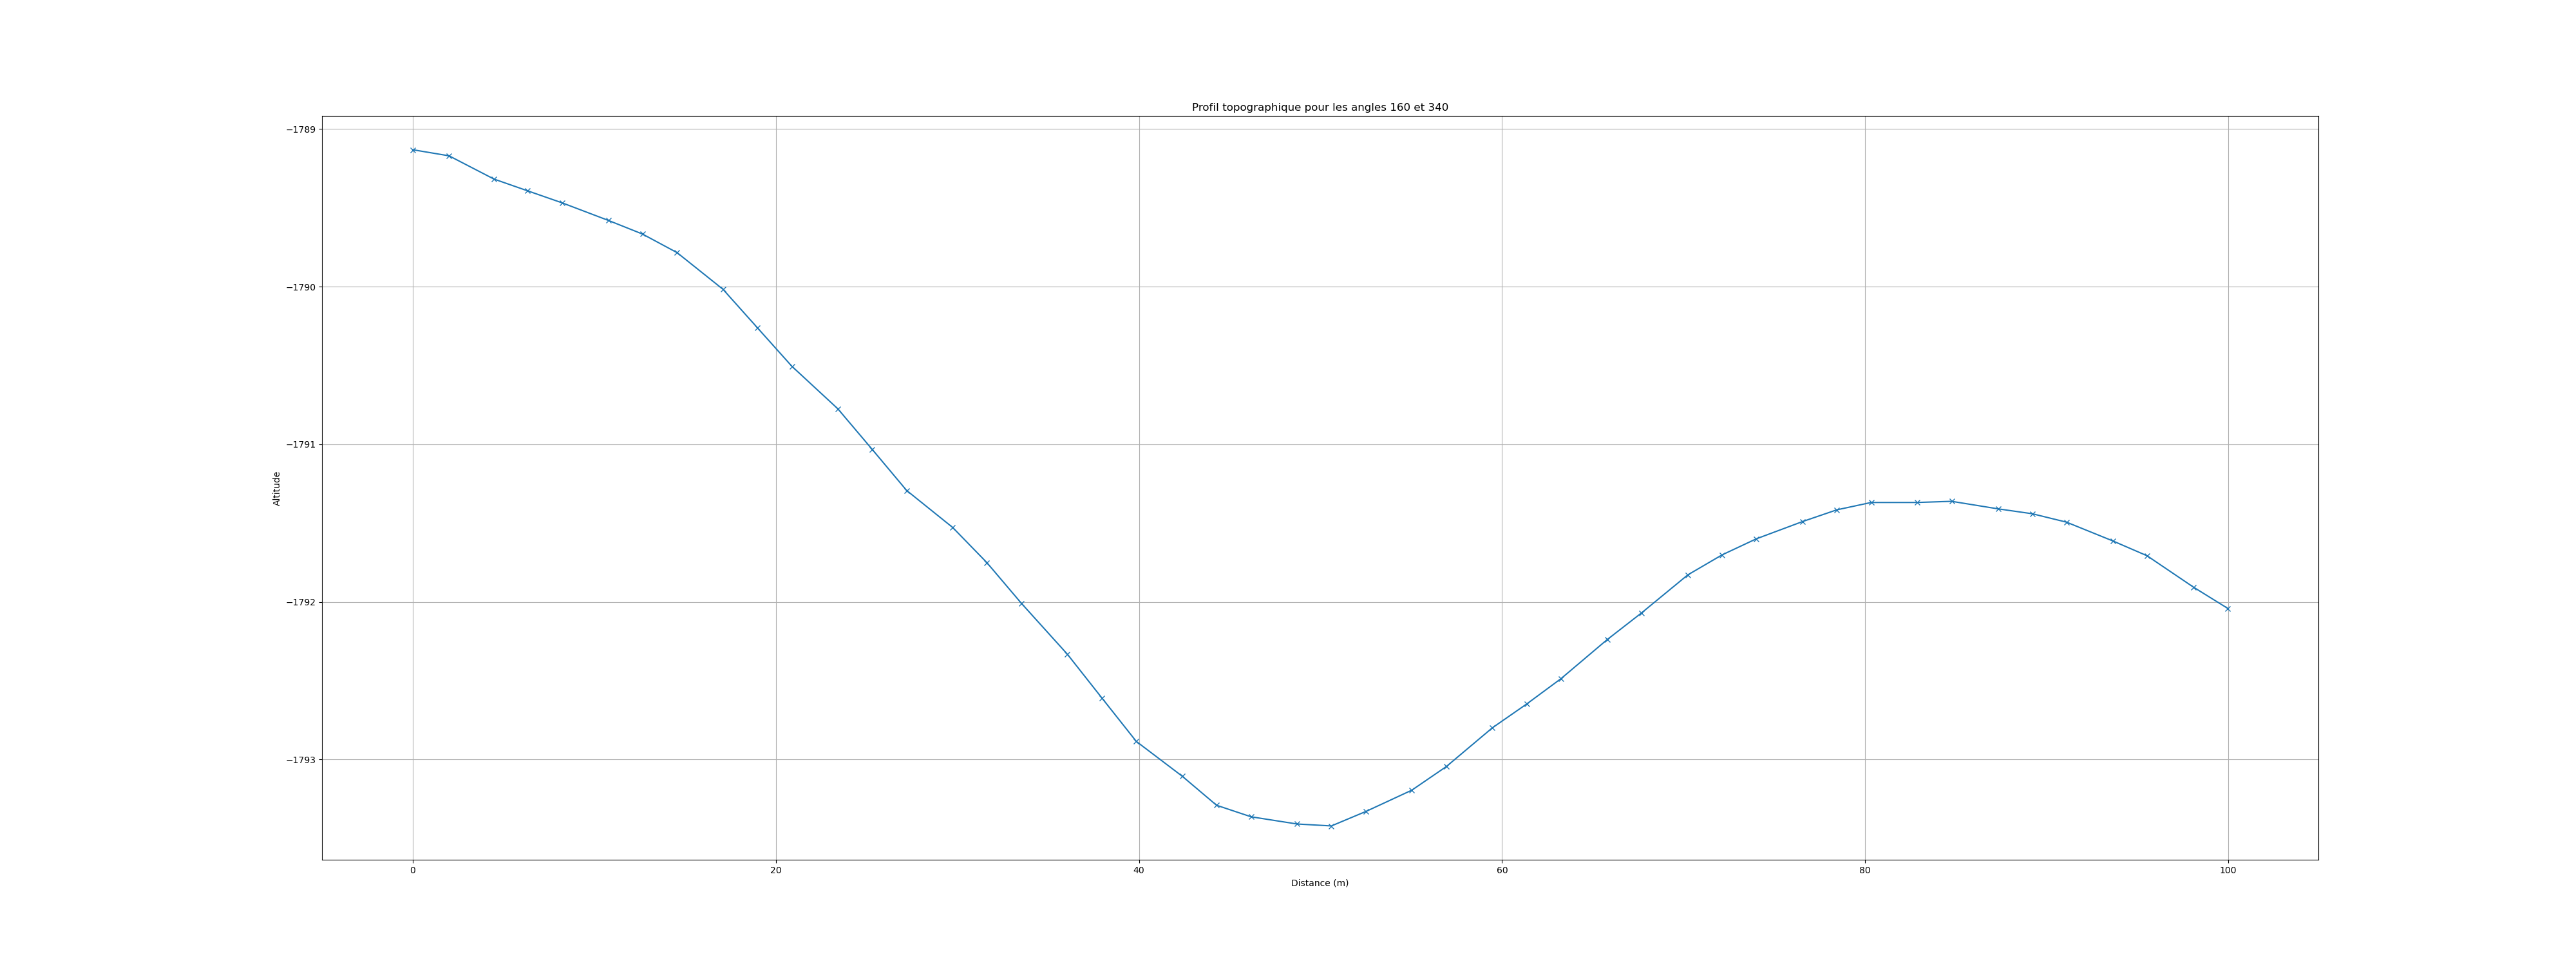 Profil topographique pour les angles 160 et 340
−1789
−1790
−1791
−1792
−1793
Altitude
0 20 40 60 80 100
Distance (m)